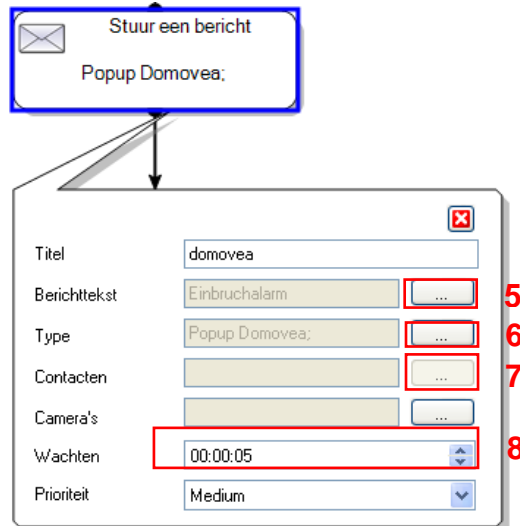 Stuur een bericht
Popup Domovea;
Titel domovea
Berichttekst Einbruchalarm ... 5
Type Popup Domovea; ... 6
Contacten ... 7
Camera's ...
Wachten 00:00:05 8
Prioriteit Medium